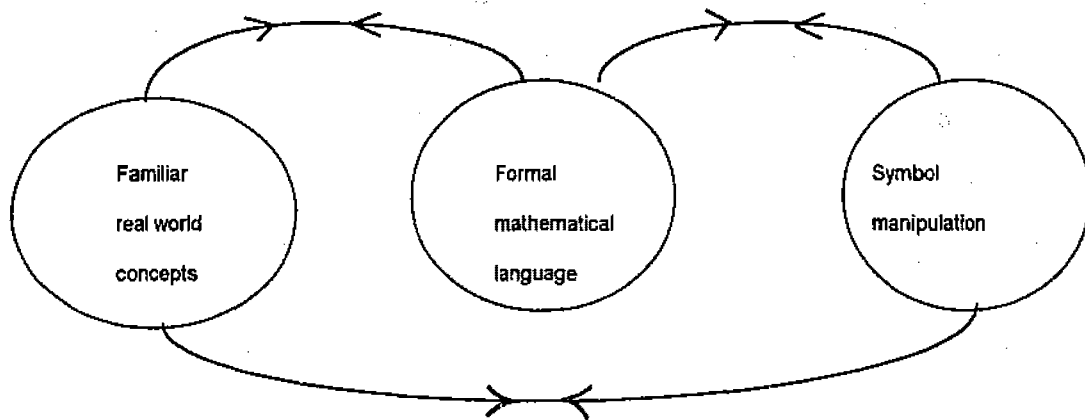 Familiar
real world
concepts
Formal
mathematical
language
Symbol
manipulation